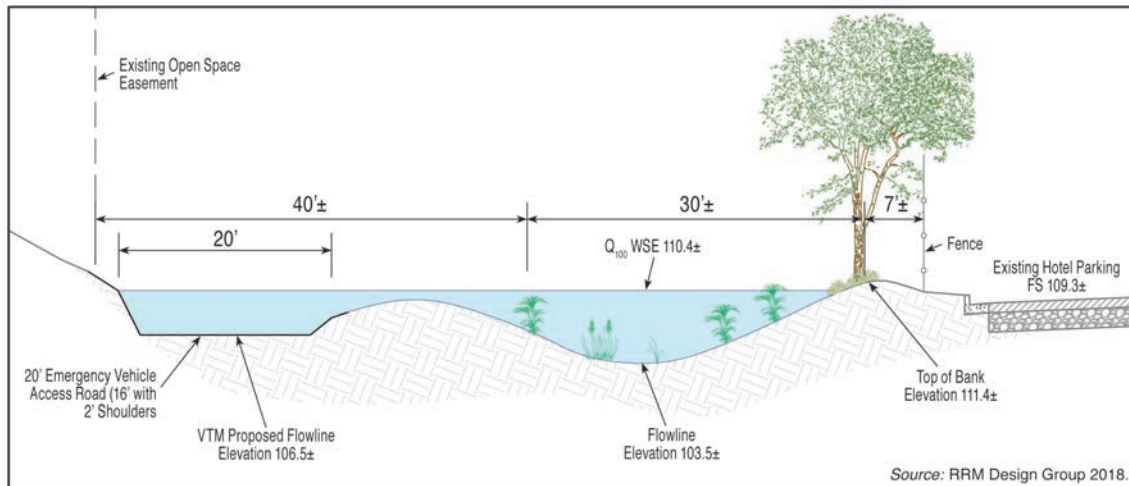 Existing Open Space
Easement
40'±
30'±
7'±
20'
Q100 WSE 110.4±
Fence
Existing Hotel Parking
FS 109.3±
20' Emergency Vehicle
Access Road (16' with
2' Shoulders
VTM Proposed Flowline
Elevation 106.5±
Flowline
Elevation 103.5±
Top of Bank
Elevation 111.4±
Source: RRM Design Group 2018.